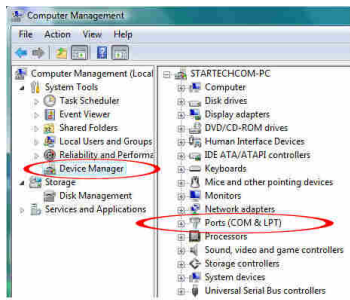 Computer Management
File Action View Help
Computer Management (Local
System Tools
Task Scheduler
Event Viewer
Shared Folders
Local Users and Groups
Reliability and Performa
Device Manager
Storage
Disk Management
Services and Applications
STARTECHCOM-PC
Computer
Disk drives
Display adapters
DVD/CD-ROM drives
Human Interface Devices
IDE ATA/ATAPI controllers
Keyboards
Mice and other pointing devices
Monitors
Network adapters
Ports (COM & LPT)
Processors
Sound, video and game controllers
Storage controllers
System devices
Universal Serial Bus controllers